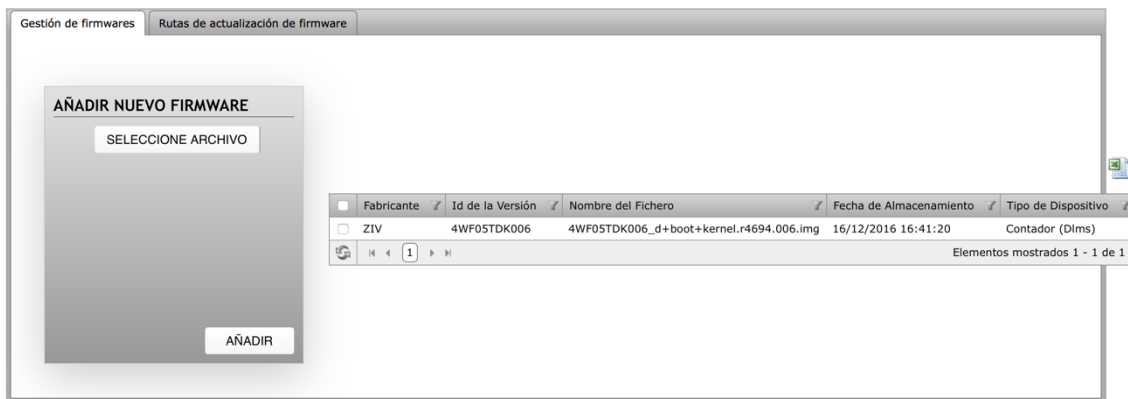 Gestión de firmwares Rutas de actualización de firmware
AÑADIR NUEVO FIRMWARE
SELECCIONE ARCHIVO
Fabricante Id de la Versión Nombre del Fichero Fecha de Almacenamiento Tipo de Dispositivo
ZIV 4WF05TDK006 4WF05TDK006_d+boot+kernel.r4694.006.img 16/12/2016 16:41:20 Contador (Dlms)
1 Elementos mostrados 1 - 1 de 1
AÑADIR